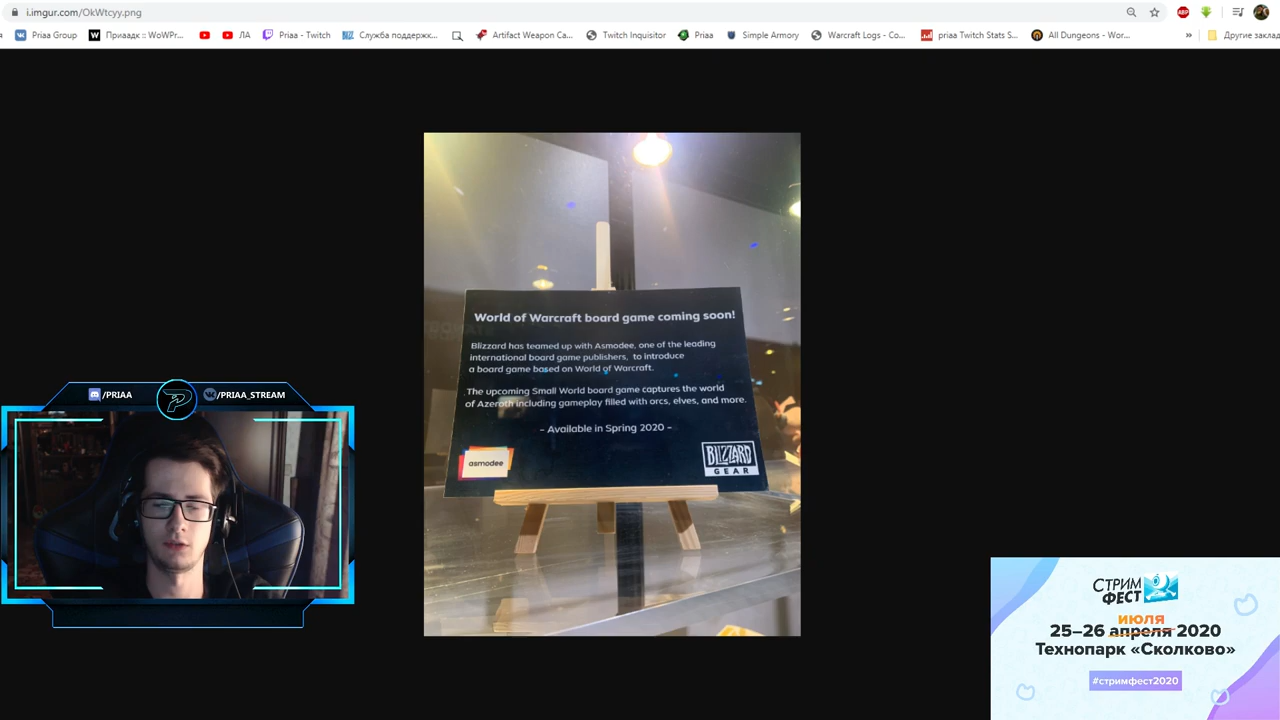 i.imgur.com/OkWtcyy.png
ABP
Priaa Group
Приаадк :: WoWPr...
ЛА
Priaa - Twitch
Служба поддержк...
Artifact Weapon Ca...
Twitch Inquisitor
Priaa
Simple Armory
Warcraft Logs - Co...
priaa Twitch Stats S...
All Dungeons - Wor...
»
Другие заклад
World of Warcraft board game coming soon!
Blizzard has teamed up with Asmodee, one of the leading
international board game publishers, to introduce
a board game based on World of Warcraft.
The upcoming Small World board game captures the world
of Azeroth including gameplay filled with orcs, elves, and more.
- Available in Spring 2020 -
asmodee
BLIZZARD
GEAR
/PRIAA
/PRIAA_STREAM
СТРИМ
ФЕСТ
июля
25–26 апреля 2020
Технопарк «Сколково»
#стримфест2020